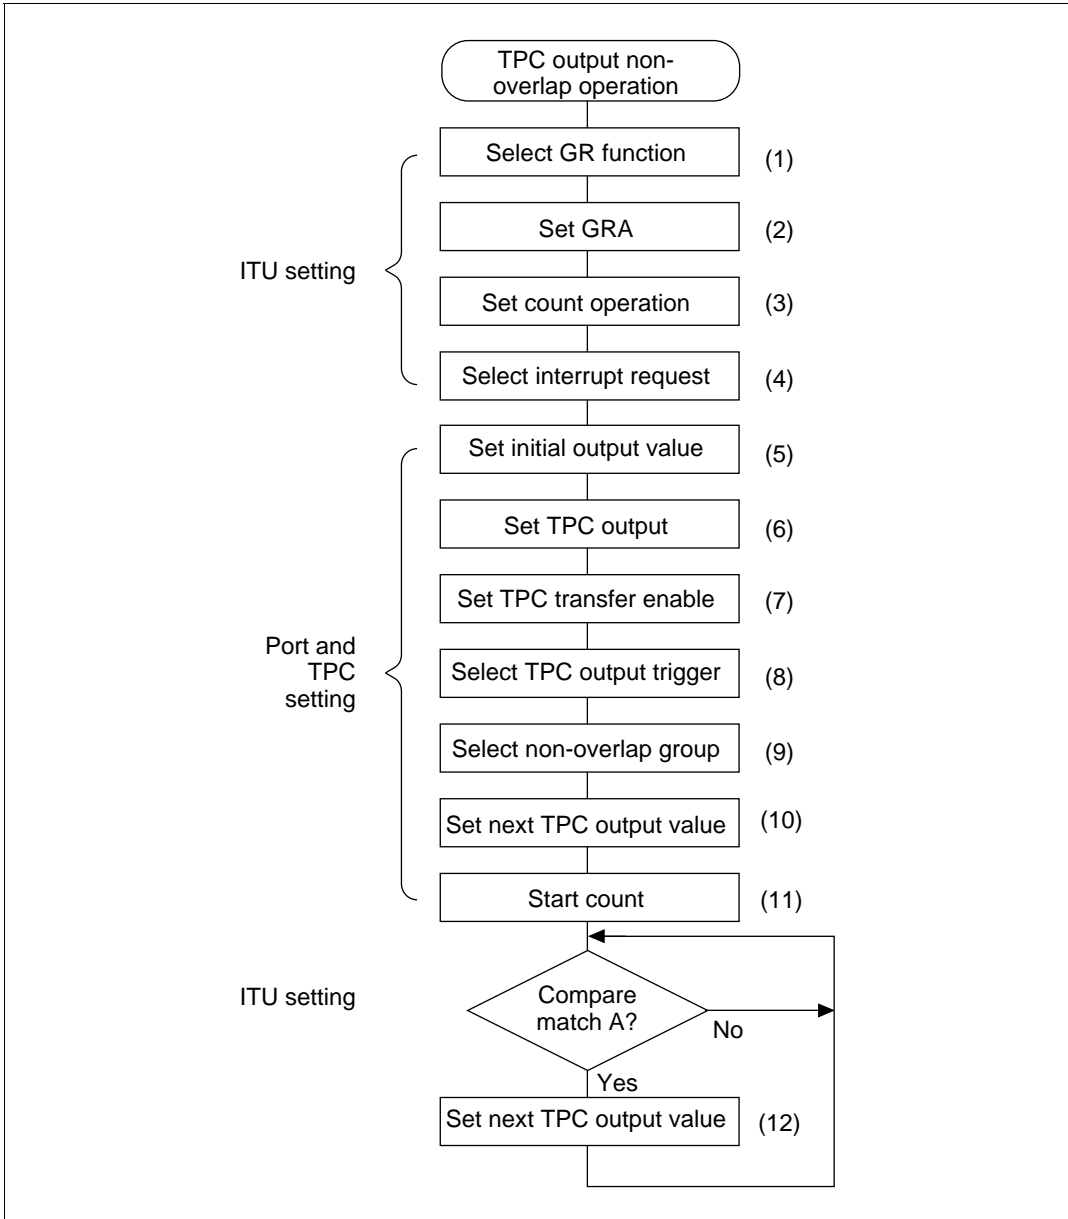 TPC output non-
overlap operation
Select GR function
(1)
Set GRA
(2)
ITU setting
Set count operation
(3)
Select interrupt request
(4)
Set initial output value
(5)
Set TPC output
(6)
Set TPC transfer enable
(7)
Port and
TPC
setting
Select TPC output trigger
(8)
Select non-overlap group
(9)
Set next TPC output value
(10)
Start count
(11)
ITU setting
Compare
match A?
No
Yes
Set next TPC output value
(12)